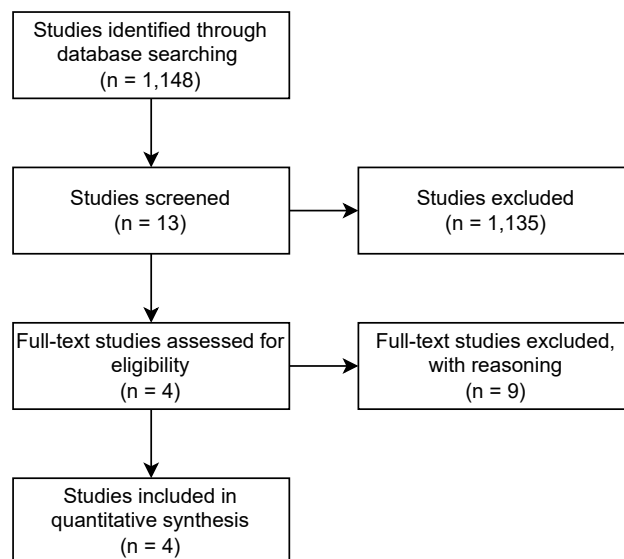 Studies identified through
database searching
(n = 1,148)
Studies screened
(n = 13)
Studies excluded
(n = 1,135)
Full-text studies assessed for
eligibility
(n = 4)
Full-text studies excluded,
with reasoning
(n = 9)
Studies included in
quantitative synthesis
(n = 4)